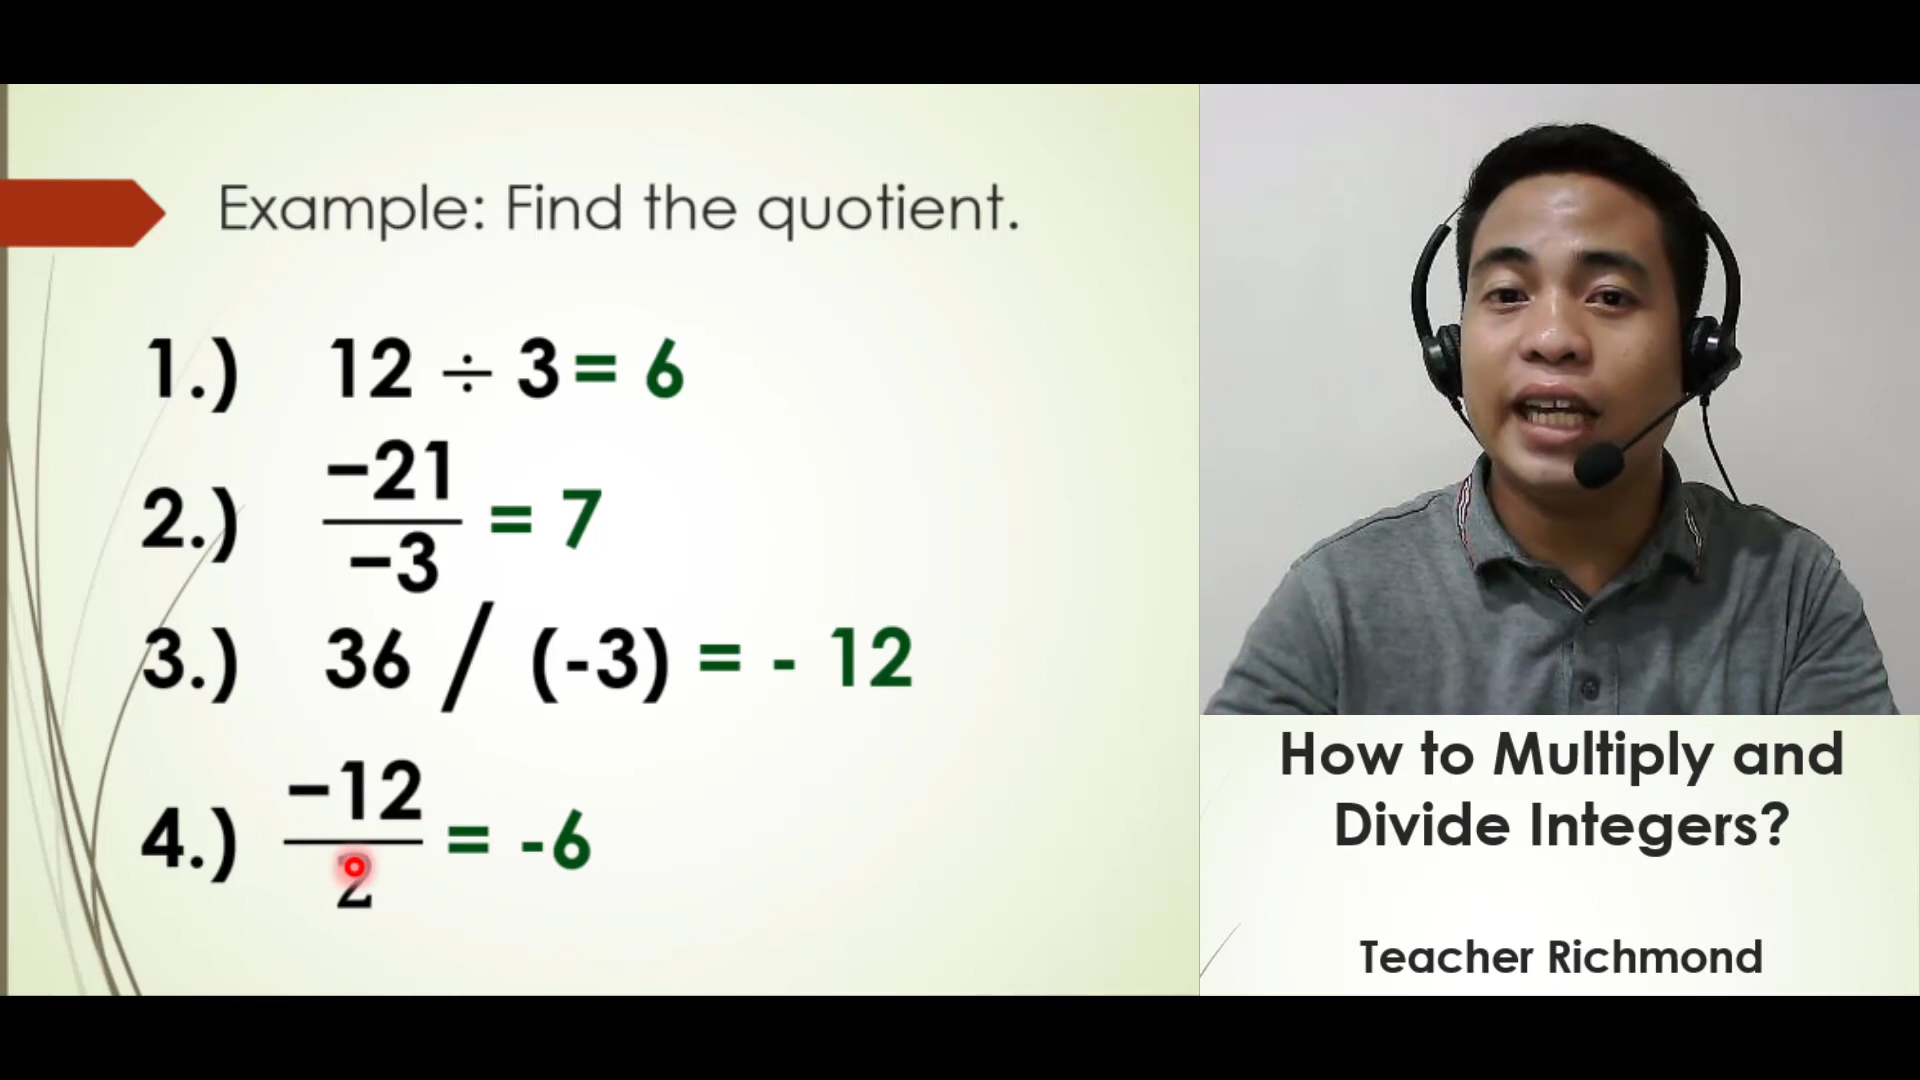 Example: Find the quotient.
1.) 12 ÷ 3 = 6
2.) −21
−3
= 7
3.) 36 / (-3) = - 12
4.) −12
2
= -6
How to Multiply and
Divide Integers?
Teacher Richmond